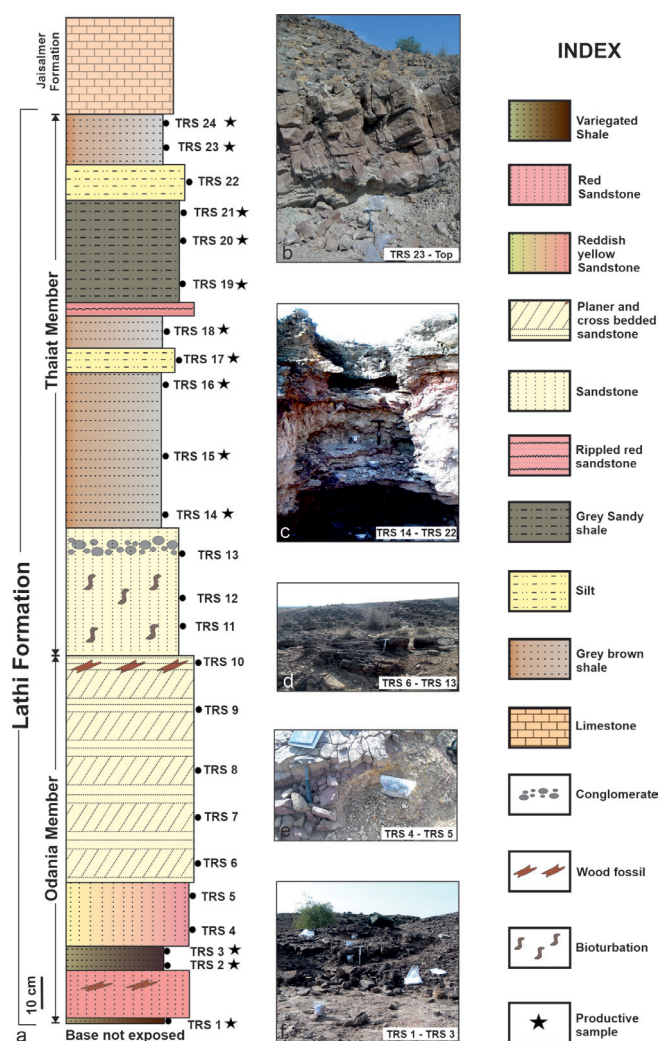 Jaisalmer
Formation
Lathi Formation
Thaiat Member
Odania Member
TRS 24 ★
TRS 23 ★
TRS 22
TRS 21 ★
TRS 20 ★
TRS 19 ★
TRS 18 ★
TRS 17 ★
TRS 16 ★
TRS 15 ★
TRS 14 ★
TRS 13
TRS 12
TRS 11
TRS 10
TRS 9
TRS 8
TRS 7
TRS 6
TRS 5
TRS 4
TRS 3 ★
TRS 2 ★
TRS 1 ★
10 cm
a
Base not exposed
b
TRS 23 - Top
c
TRS 14 - TRS 22
d
TRS 6 - TRS 13
e
TRS 4 - TRS 5
f
TRS 1 - TRS 3
INDEX
Variegated
Shale
Red
Sandstone
Reddish
yellow
Sandstone
Planer and
cross bedded
sandstone
Sandstone
Rippled red
sandstone
Grey Sandy
shale
Silt
Grey brown
shale
Limestone
Conglomerate
Wood fossil
Bioturbation
Productive
sample